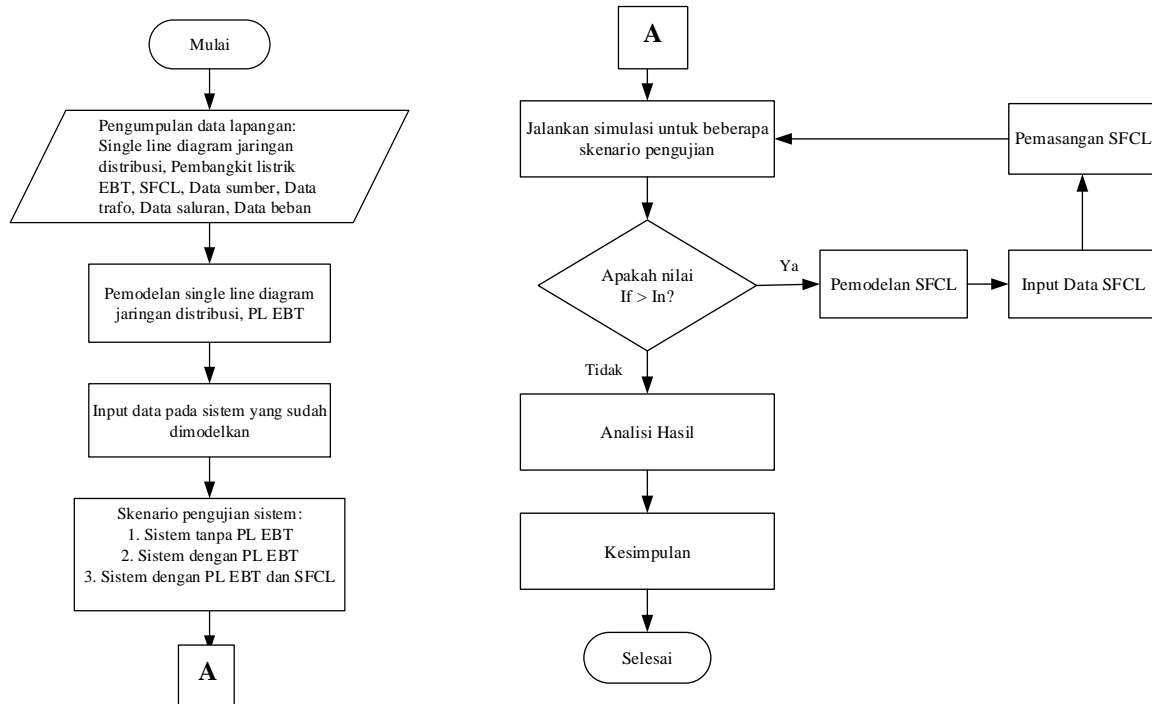 Mulai
Pengumpulan data lapangan:
Single line diagram jaringan
distribusi, Pembangkit listrik
EBT, SFCL, Data sumber, Data
trafo, Data saluran, Data beban
Pemodelan single line diagram
jaringan distribusi, PL EBT
Input data pada sistem yang sudah
dimodelkan
Skenario pengujian sistem:
1. Sistem tanpa PL EBT
2. Sistem dengan PL EBT
3. Sistem dengan PL EBT dan SFCL
A
A
Jalankan simulasi untuk beberapa
skenario pengujian
Apakah nilai
If > In?
Ya
Pemodelan SFCL
Input Data SFCL
Pemasangan SFCL
Tidak
Analisi Hasil
Kesimpulan
Selesai